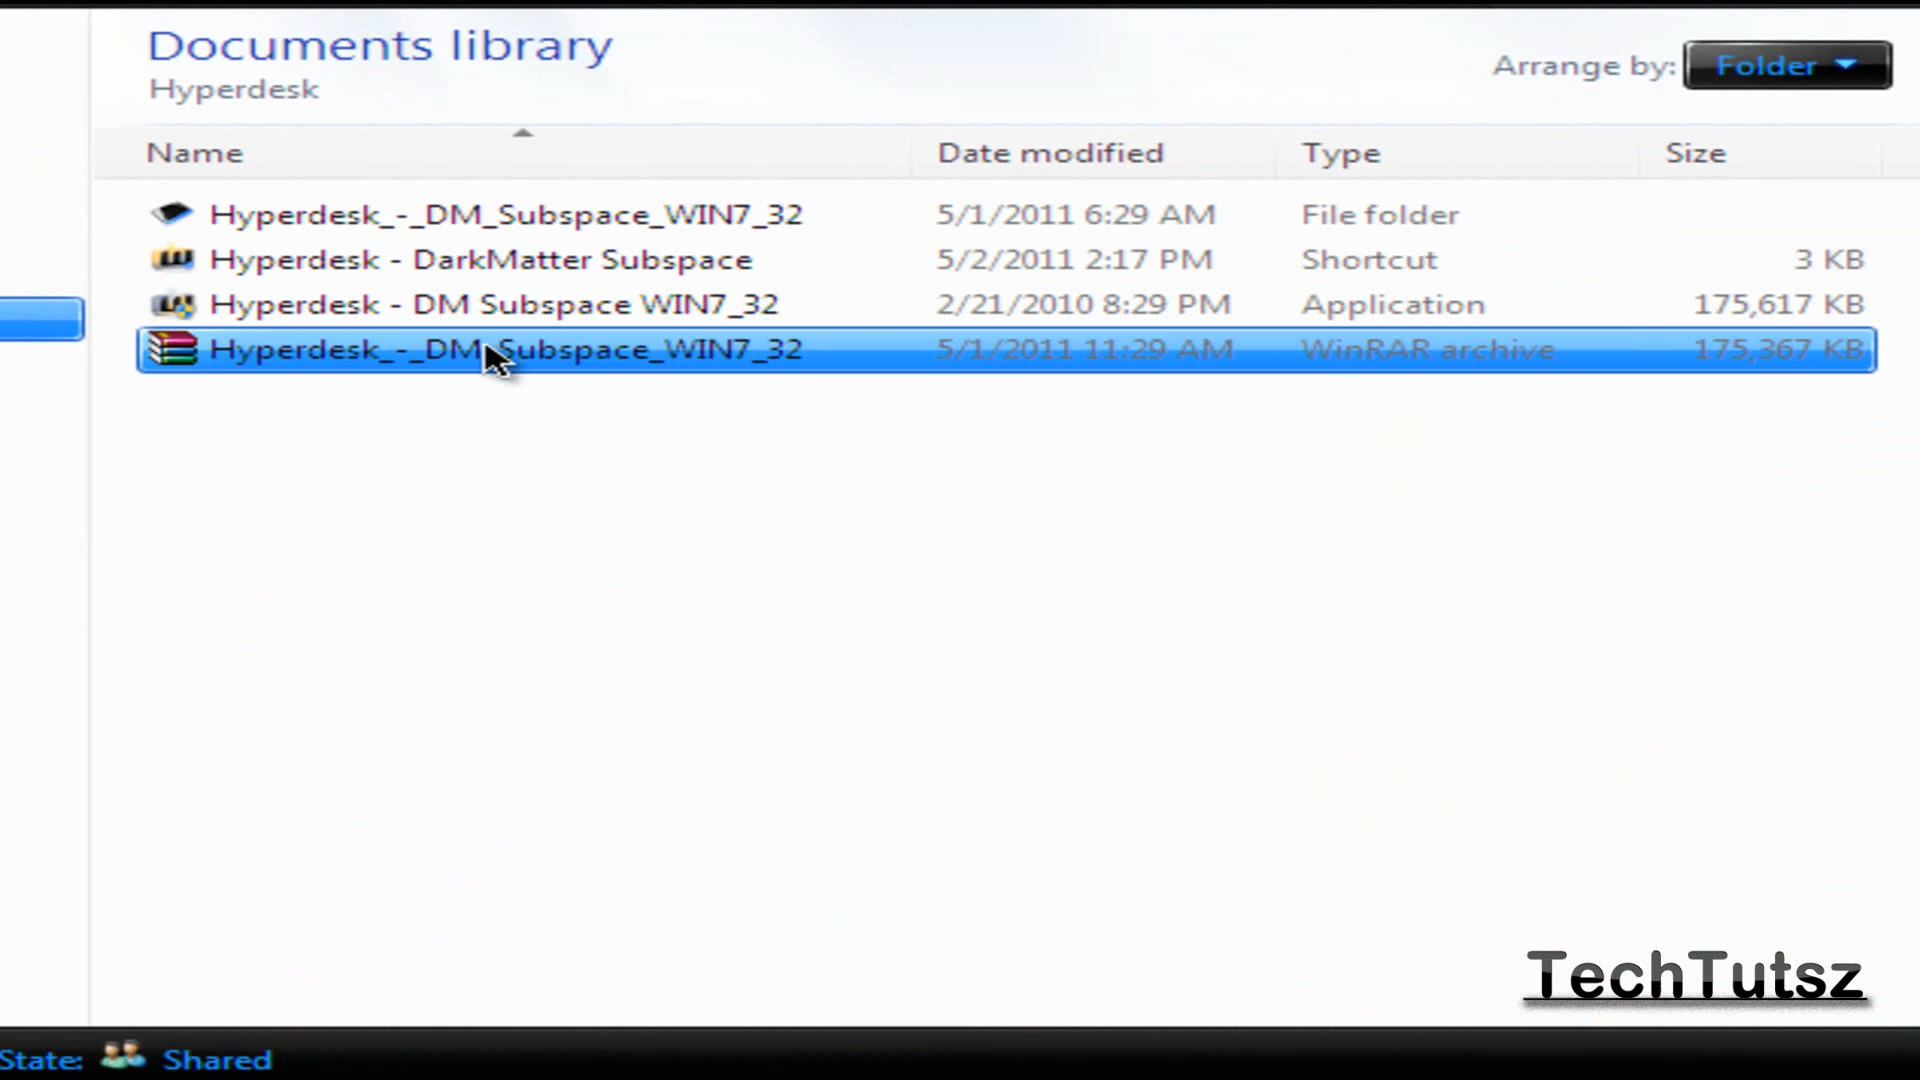 Documents library
Hyperdesk
Arrange by: Folder
Name Date modified Type Size
Hyperdesk_-_DM_Subspace_WIN7_32 5/1/2011 6:29 AM File folder
Hyperdesk - DarkMatter Subspace 5/2/2011 2:17 PM Shortcut 3 KB
Hyperdesk - DM Subspace WIN7_32 2/21/2010 8:29 PM Application 175,617 KB
Hyperdesk_-_DM_Subspace_WIN7_32 5/1/2011 11:29 AM WinRAR archive 175,367 KB
TechTutsz
State: Shared